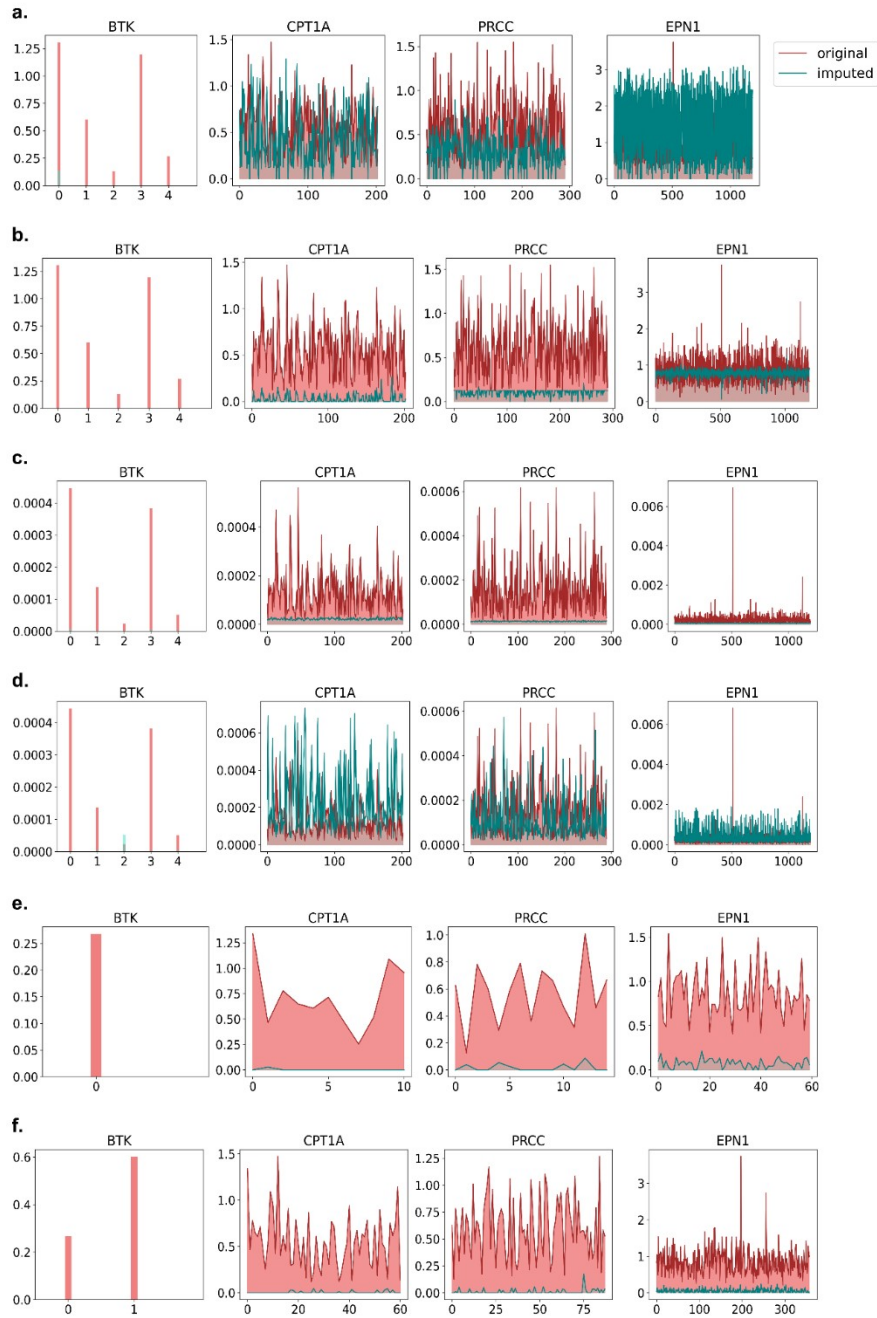 a.
BTK CPT1A PRCC EPN1
original
imputed
1.25 1.5 1.5
1.00 3
0.75 1.0 1.0 2
0.50 0.5 0.5 1
0.25
0.00 0.0 0.0 0
0 1 2 3 4 0 100 200 0 100 200 300 0 500 1000
b.
BTK CPT1A PRCC EPN1
1.25 1.5 1.5
1.00 3
0.75 1.0 1.0 2
0.50 0.5 0.5 1
0.25
0.00 0.0 0.0 0
0 1 2 3 4 0 100 200 0 100 200 300 0 500 1000
c.
BTK CPT1A PRCC EPN1
0.0004 0.0004 0.0006 0.006
0.0003 0.0004 0.004
0.0002 0.0002 0.0002 0.002
0.0001
0.0000 0.0000 0.0000 0.000
0 1 2 3 4 0 100 200 0 100 200 300 0 500 1000
d.
BTK CPT1A PRCC EPN1
0.0004 0.0006 0.0006 0.006
0.0003 0.0004 0.0004 0.004
0.0002 0.0002 0.0002 0.002
0.0001
0.0000 0.0000 0.0000 0.000
0 1 2 3 4 0 100 200 0 100 200 300 0 500 1000
e.
BTK CPT1A PRCC EPN1
0.25 1.25 1.0 1.5
0.20 1.00 0.8
0.15 0.75 0.6 1.0
0.10 0.50 0.4 0.5
0.05 0.25 0.2
0.00 0.00 0.0 0.0
0 0 5 10 0 5 10 0 20 40 60
f.
BTK CPT1A PRCC EPN1
0.6 1.5 1.25
1.00 3
0.4 1.0 0.75 2
0.2 0.5 0.50 1
0.25
0.0 0.0 0.00 0
0 1 0 20 40 60 0 25 50 75 0 100 200 300